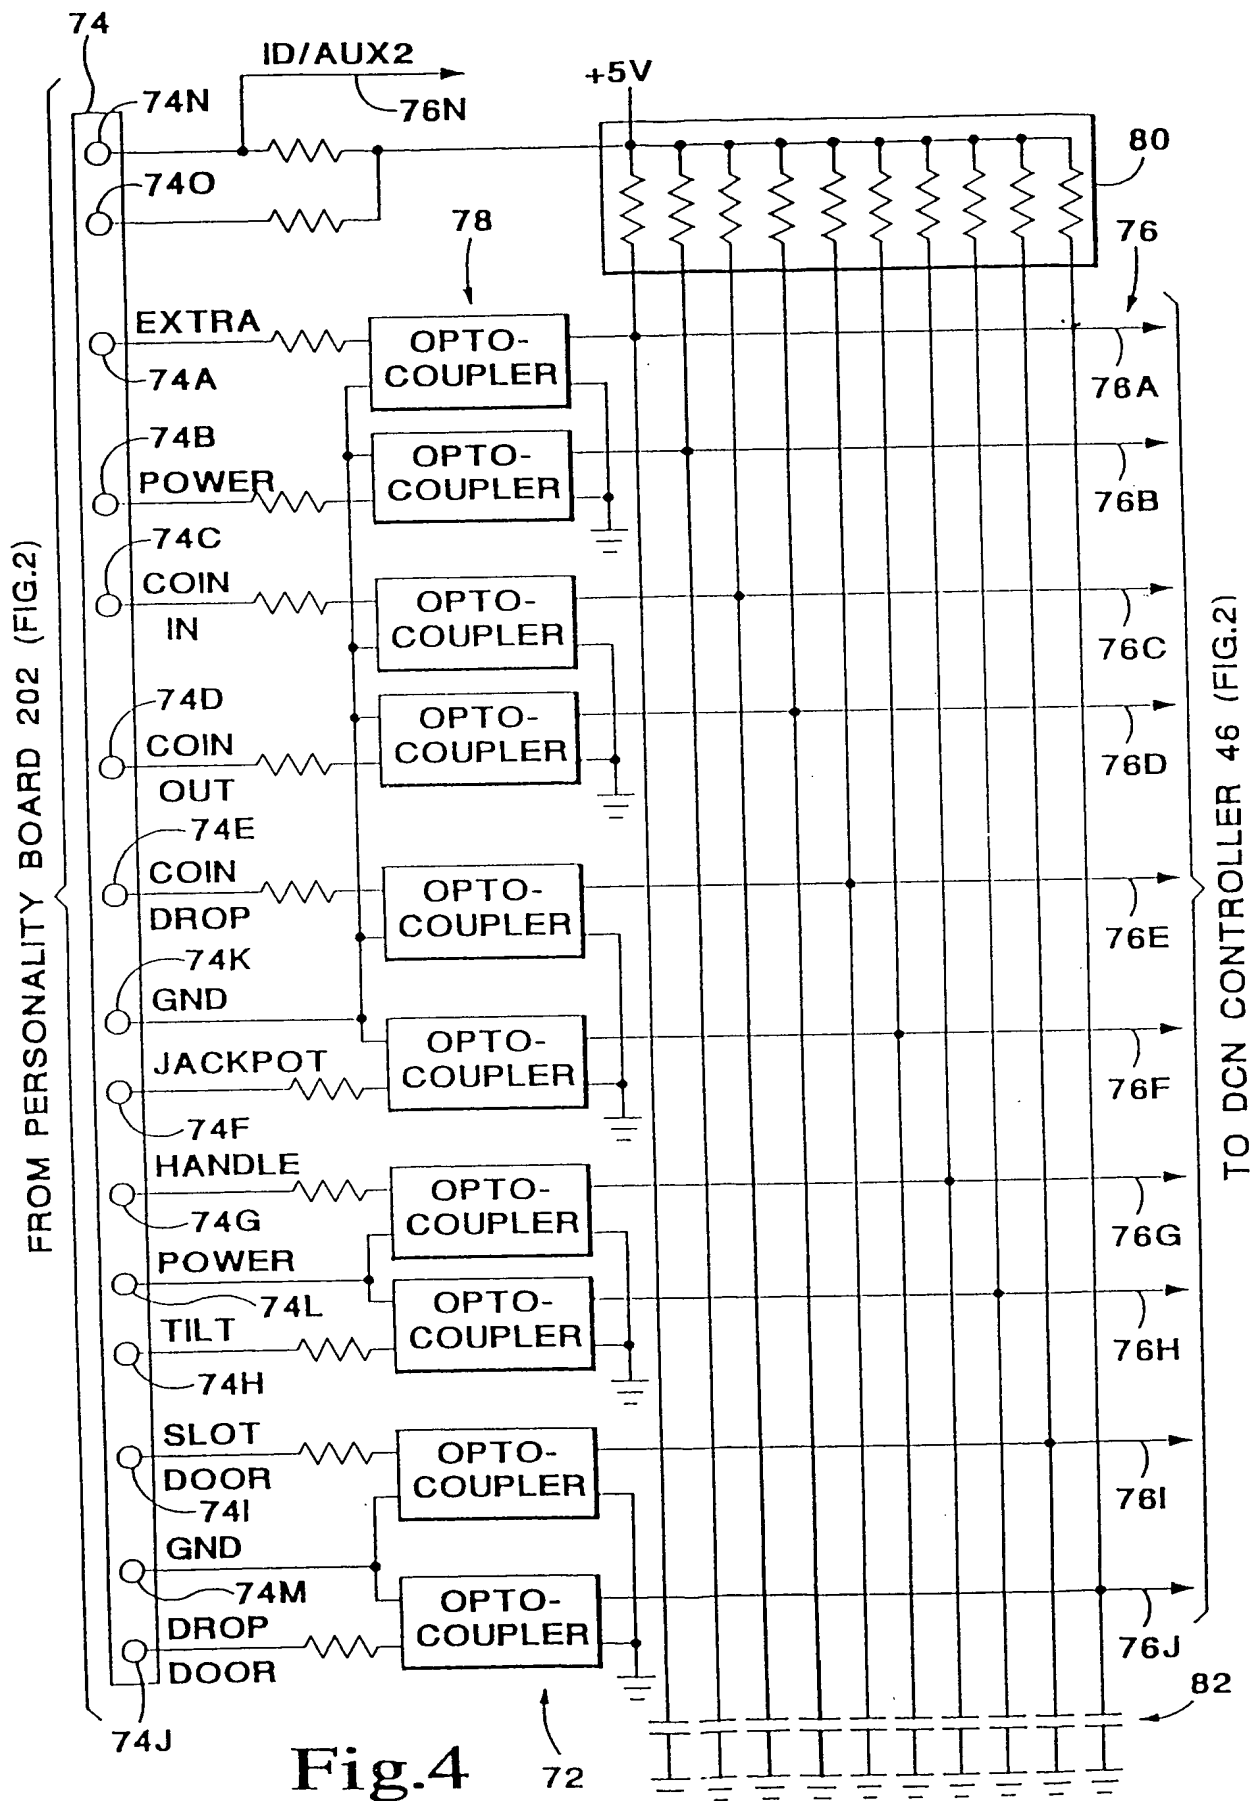 74
ID/AUX2
+5V
74N
76N
80
74O
78
76
EXTRA
OPTO-
COUPLER
74A
76A
74B
OPTO-
COUPLER
POWER
76B
74C
COIN
IN
OPTO-
COUPLER
76C
74D
OPTO-
COUPLER
COIN
OUT
76D
74E
COIN
DROP
OPTO-
COUPLER
76E
74K
GND
OPTO-
COUPLER
JACKPOT
76F
74F
HANDLE
OPTO-
COUPLER
74G
76G
POWER
74L
OPTO-
COUPLER
TILT
76H
74H
SLOT
DOOR
OPTO-
COUPLER
74I
76I
GND
74M
OPTO-
COUPLER
DROP
DOOR
76J
74J
82
72
FROM PERSONALITY BOARD 202 (FIG.2)
TO DCN CONTROLLER 46 (FIG.2)
Fig.4